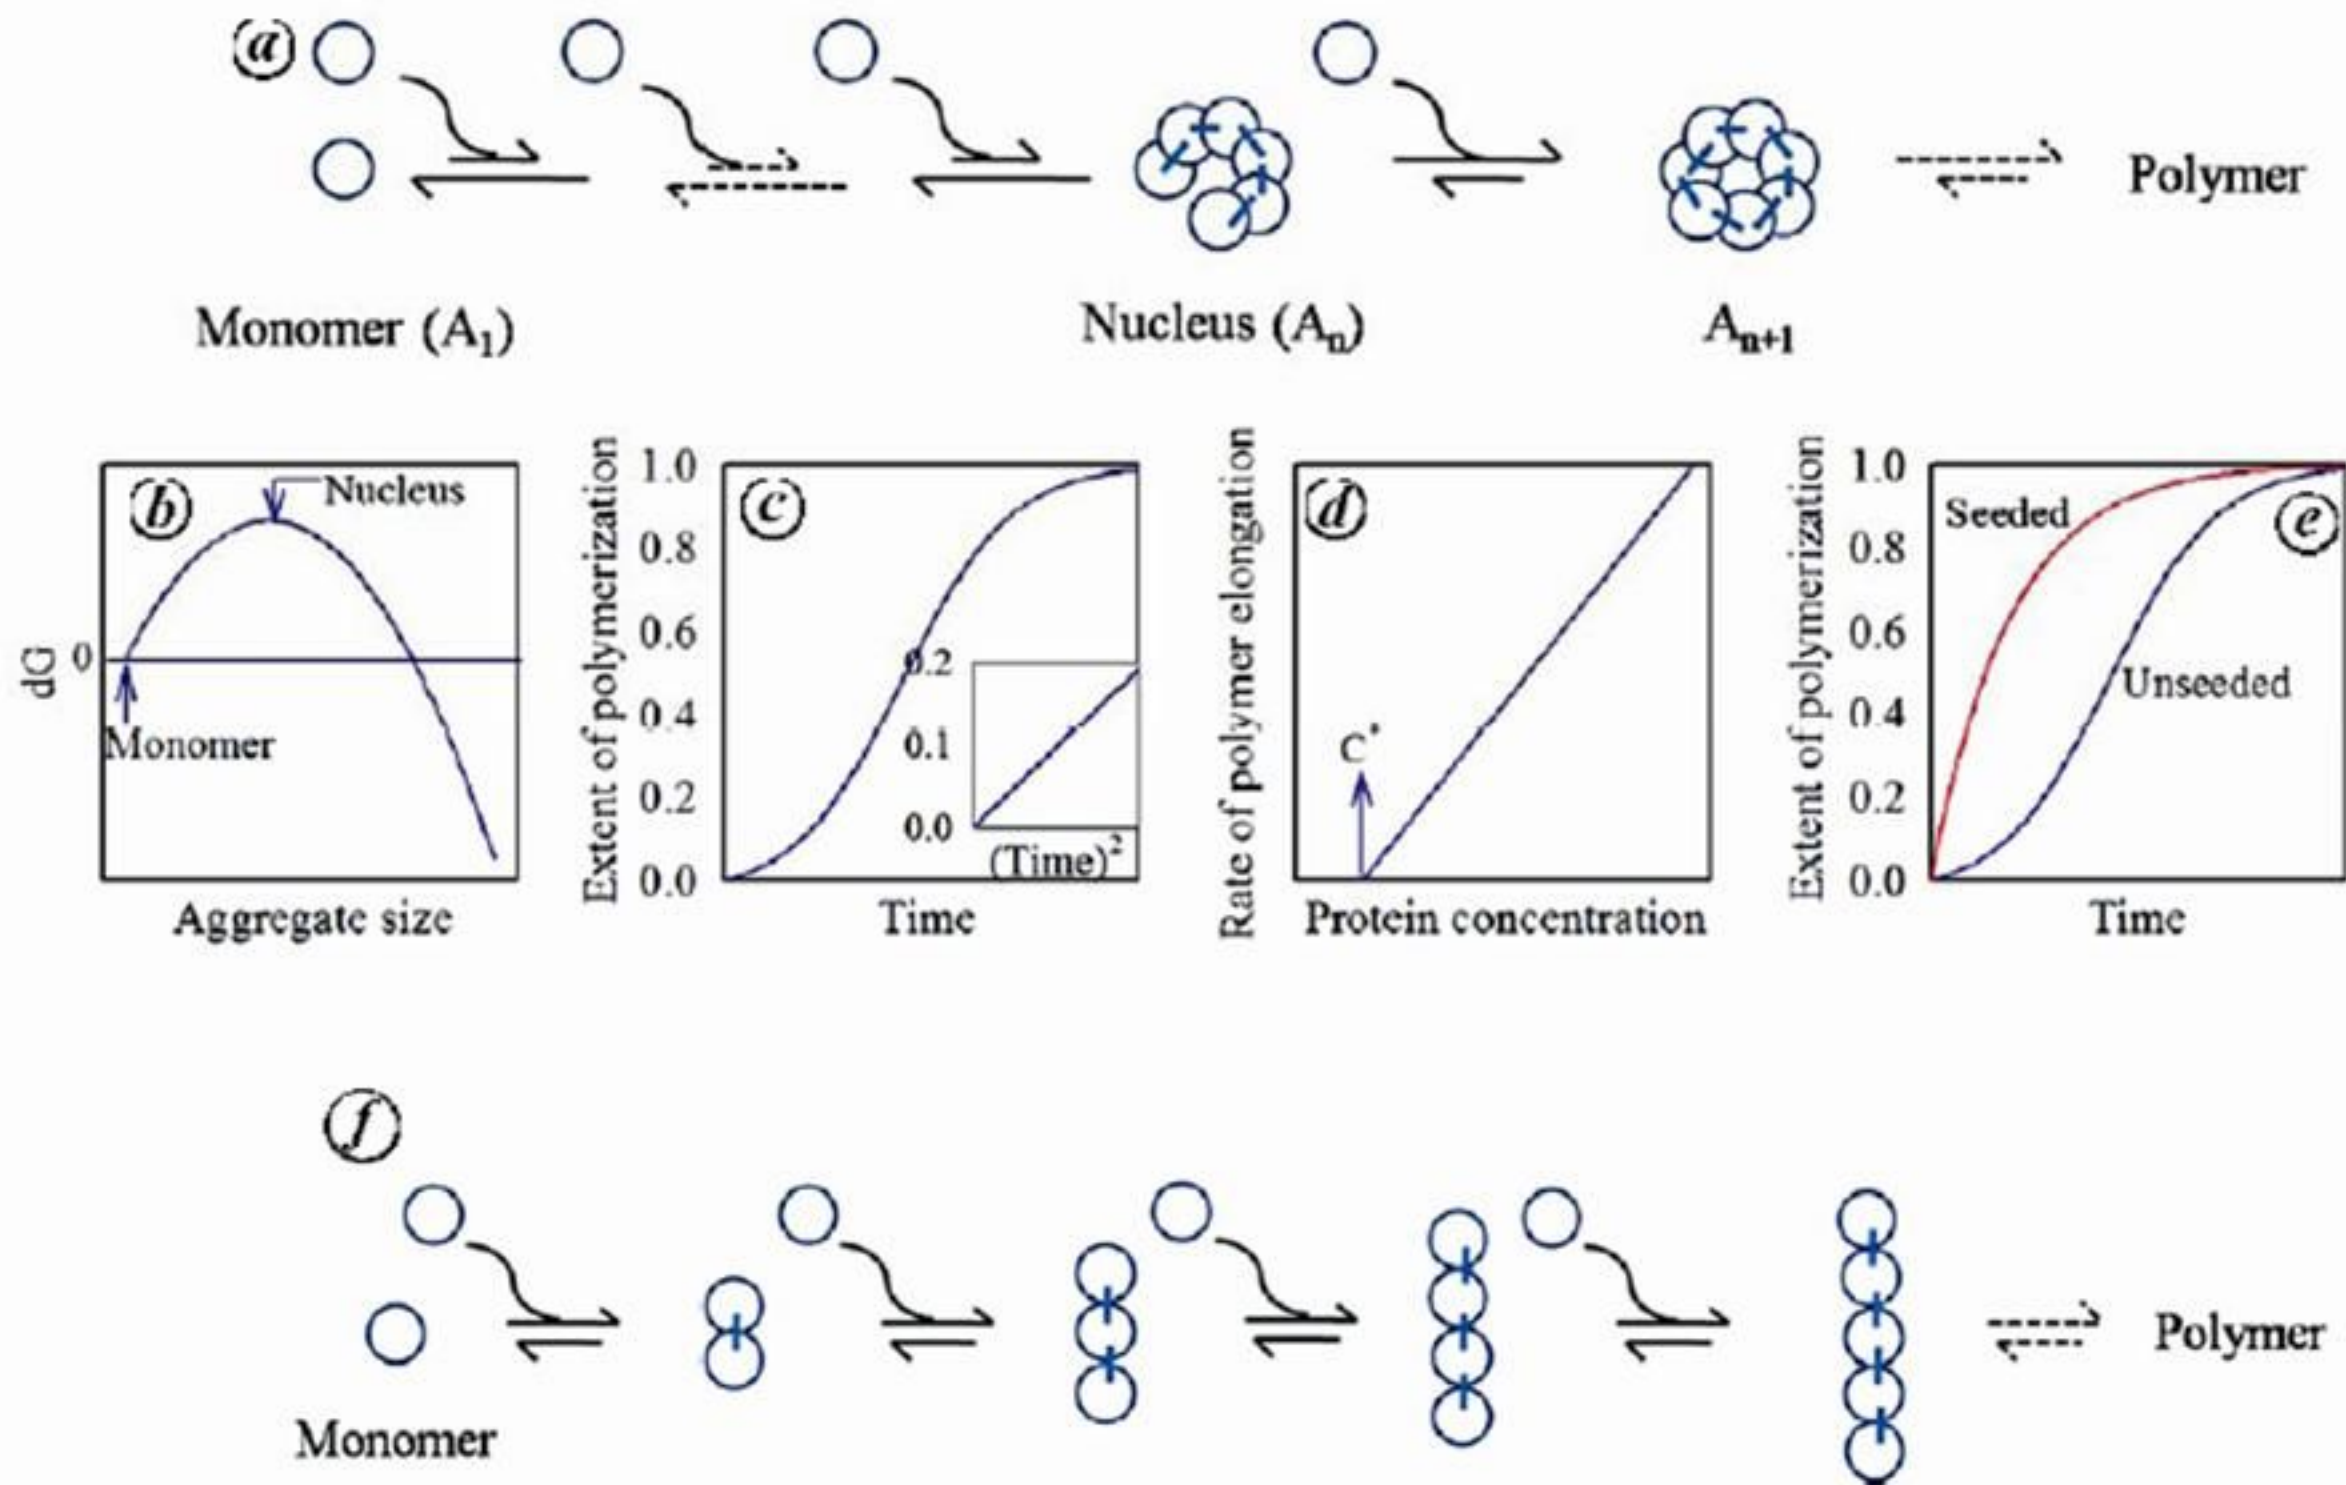 a
Monomer (A1)
Nucleus (An)
An+1
Polymer
b
Nucleus
dG
0
Monomer
Aggregate size
Extent of polymerization
1.0
0.8
0.6
0.4
0.2
0.0
c
0.2
0.1
0.0
(Time)²
Time
Rate of polymer elongation
d
C*
Protein concentration
Extent of polymerization
1.0
0.8
0.6
0.4
0.2
0.0
Seeded
e
Unseeded
Time
f
Monomer
Polymer